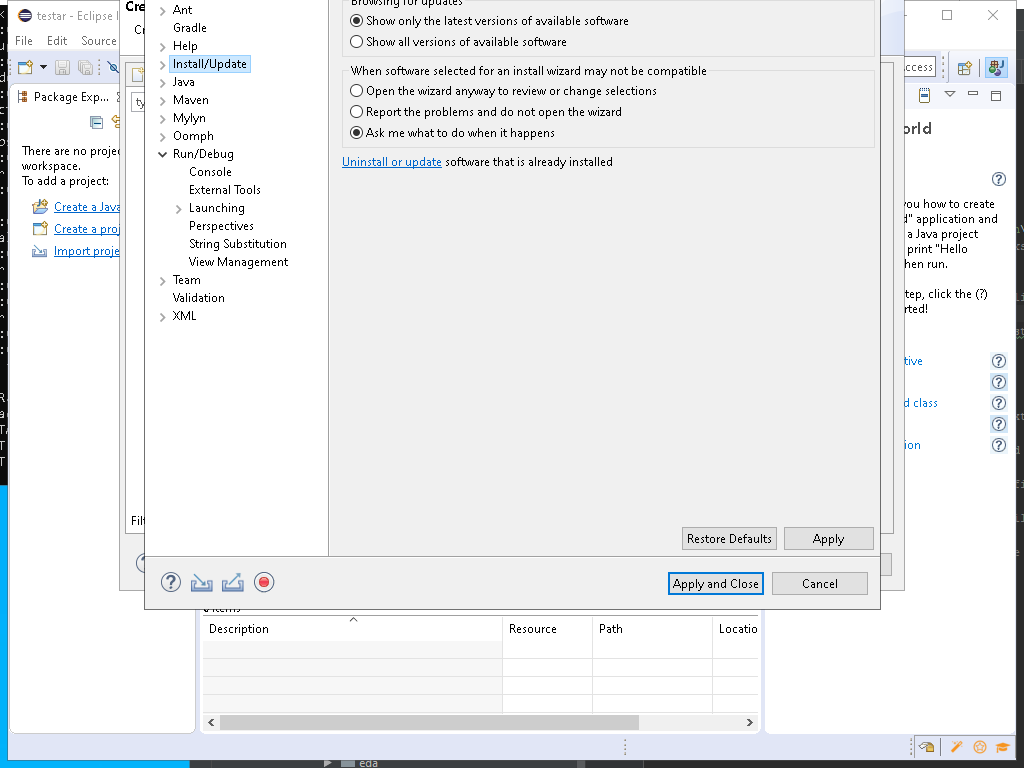 testar - Eclipse I
File Edit Source
Package Exp...
There are no proje
workspace.
To add a project:
Create a Java
Create a proj
Import proje
Cre
Cr
ty
Filt
Ant
Gradle
Help
Install/Update
Java
Maven
Mylyn
Oomph
Run/Debug
Console
External Tools
Launching
Perspectives
String Substitution
View Management
Team
Validation
XML
Browsing for updates
Show only the latest versions of available software
Show all versions of available software
When software selected for an install wizard may not be compatible
Open the wizard anyway to review or change selections
Report the problems and do not open the wizard
Ask me what to do when it happens
Uninstall or update software that is already installed
Restore Defaults Apply
Apply and Close Cancel
ccess
orld
you how to create
d" application and
a Java project
print "Hello
hen run.
tep, click the (?)
rted!
tive
d class
ion
items
Description Resource Path Locatio
eda